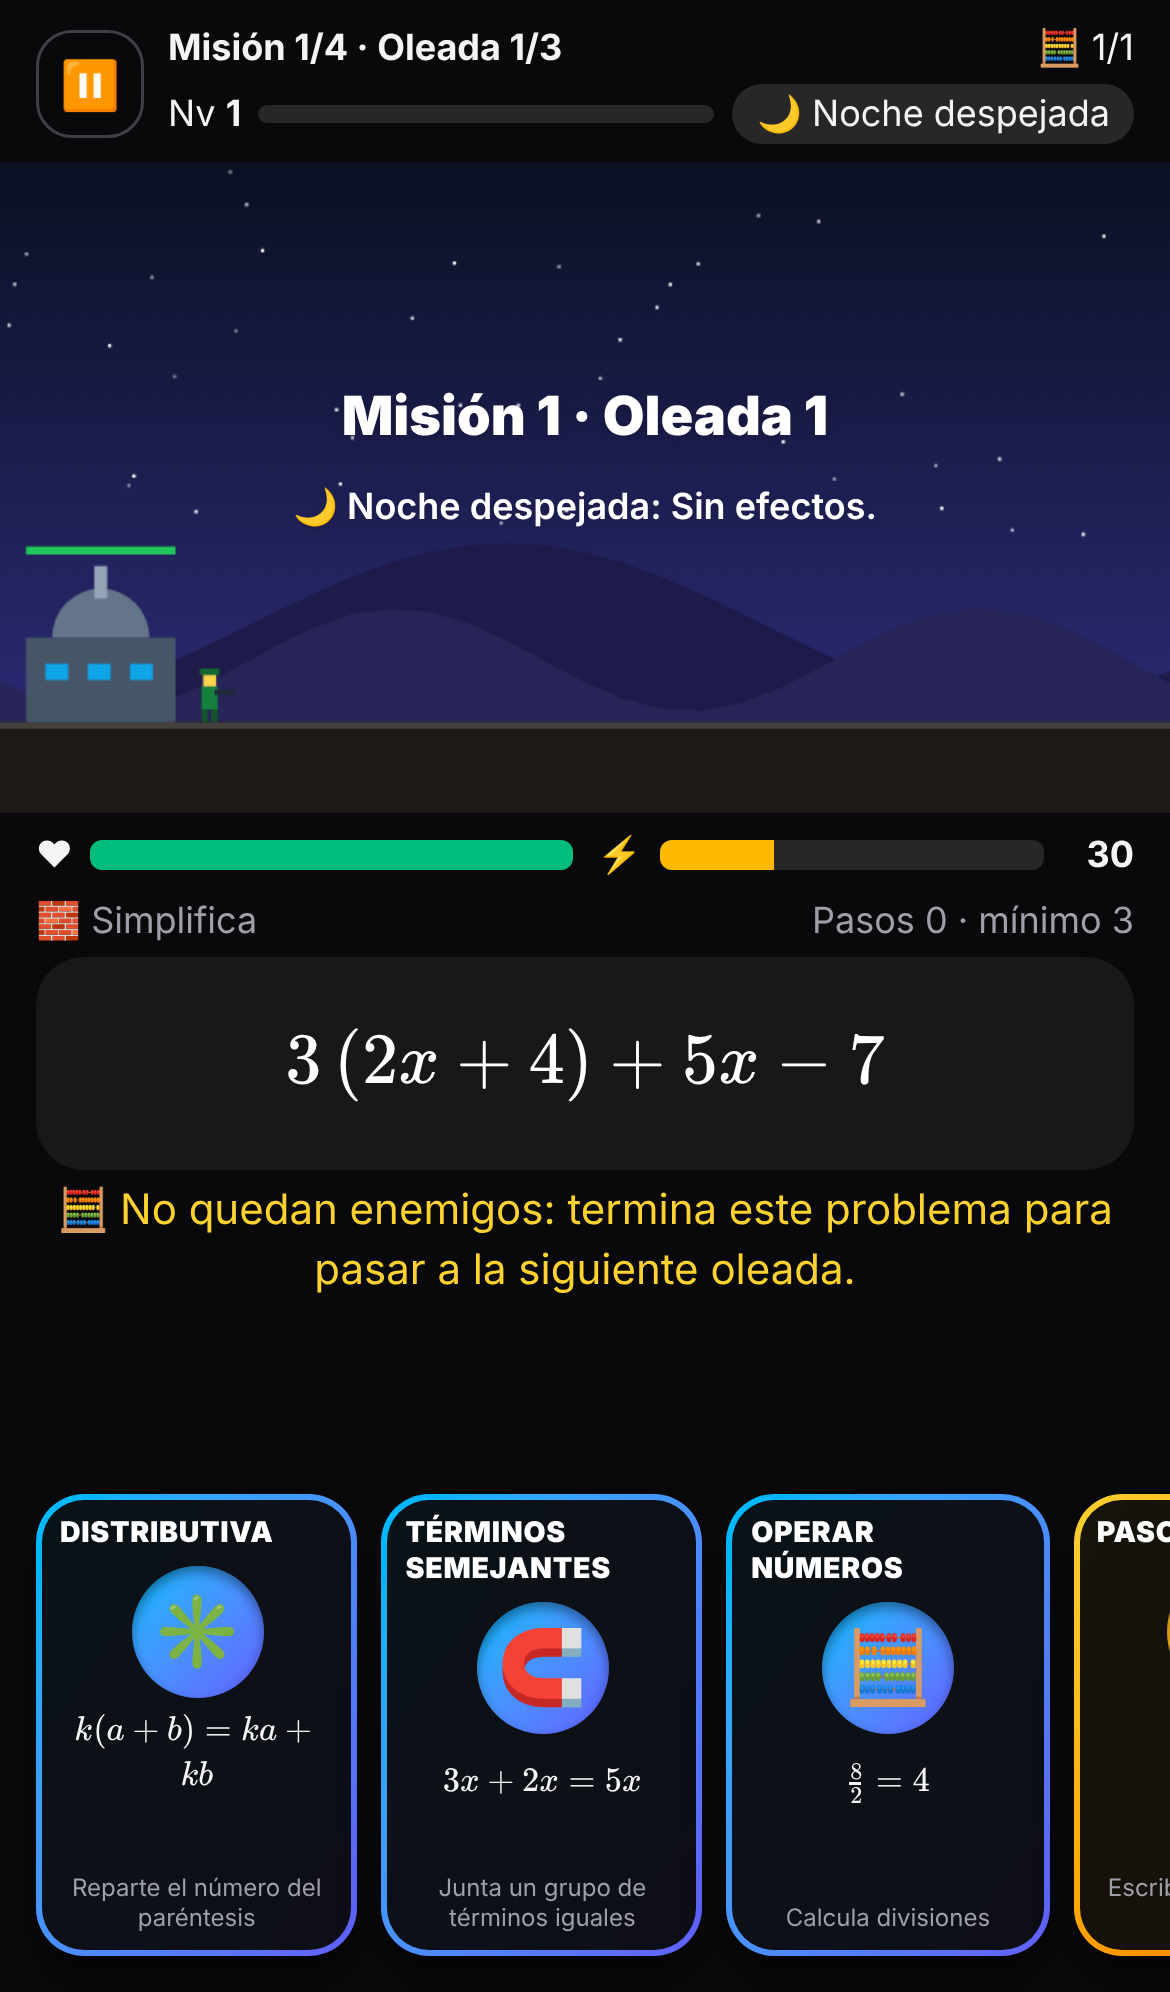 Misión 1/4 · Oleada 1/3
🧮 1/1
Nv 1
🌙 Noche despejada
Misión 1 · Oleada 1
🌙 Noche despejada: Sin efectos.
30
🧱 Simplifica
Pasos 0 · mínimo 3
3 (2x + 4) + 5x − 7
🧮 No quedan enemigos: termina este problema para
pasar a la siguiente oleada.
DISTRIBUTIVA
k(a + b) = ka +
kb
Reparte el número del
paréntesis
TÉRMINOS
SEMEJANTES
3x + 2x = 5x
Junta un grupo de
términos iguales
OPERAR
NÚMEROS
8/2 = 4
Calcula divisiones